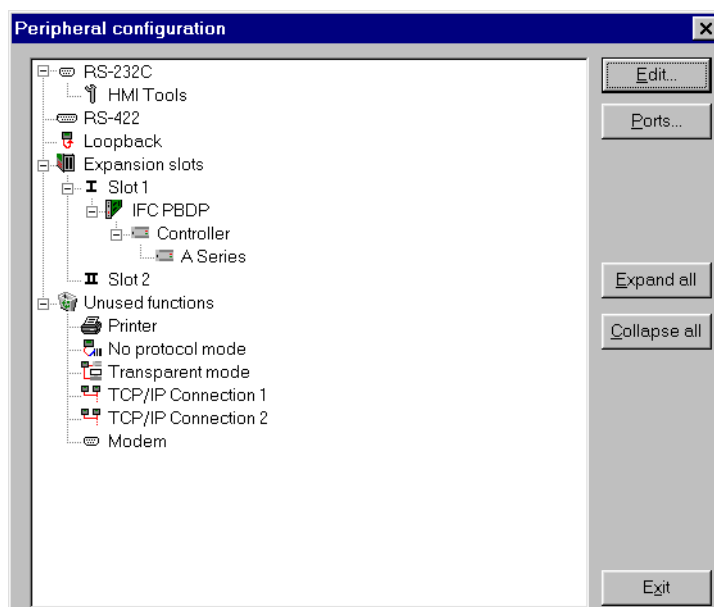 Peripheral configuration
RS-232C
HMI Tools
RS-422
Loopback
Expansion slots
I Slot 1
IFC PBDP
Controller
A Series
II Slot 2
Unused functions
Printer
No protocol mode
Transparent mode
TCP/IP Connection 1
TCP/IP Connection 2
Modem
Edit...
Ports...
Expand all
Collapse all
Exit